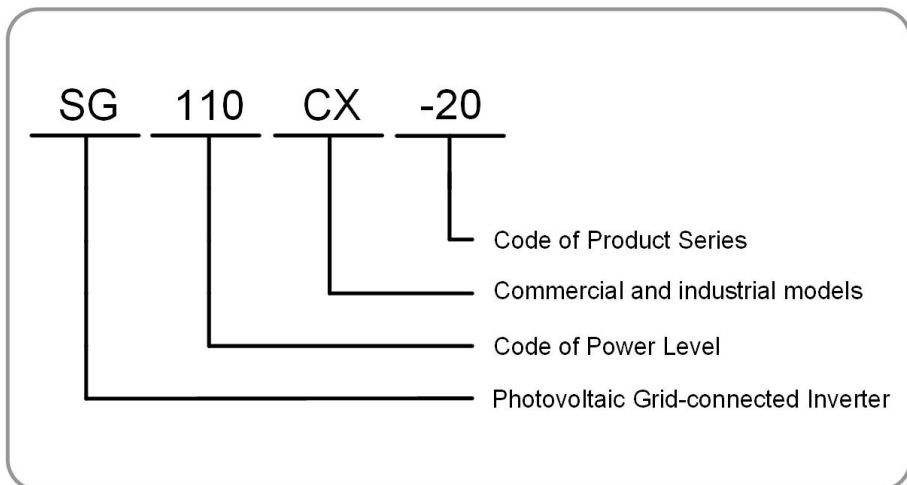 SG 110 CX -20
Code of Product Series
Commercial and industrial models
Code of Power Level
Photovoltaic Grid-connected Inverter